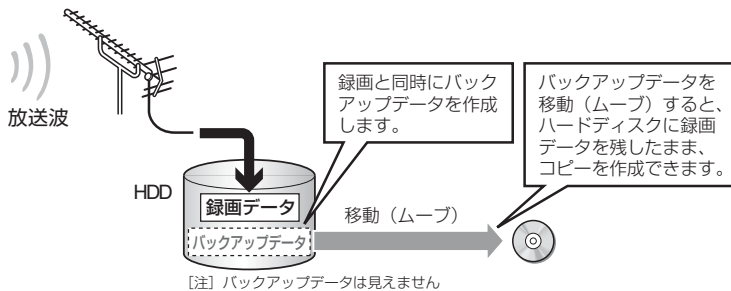 放送波
録画と同時にバック
アップデータを作成
します。
バックアップデータを
移動（ムーブ）すると、
ハードディスクに録画
データを残したまま、
コピーを作成できます。
HDD
録画データ
バックアップデータ
移動（ムーブ）
［注］バックアップデータは見えません